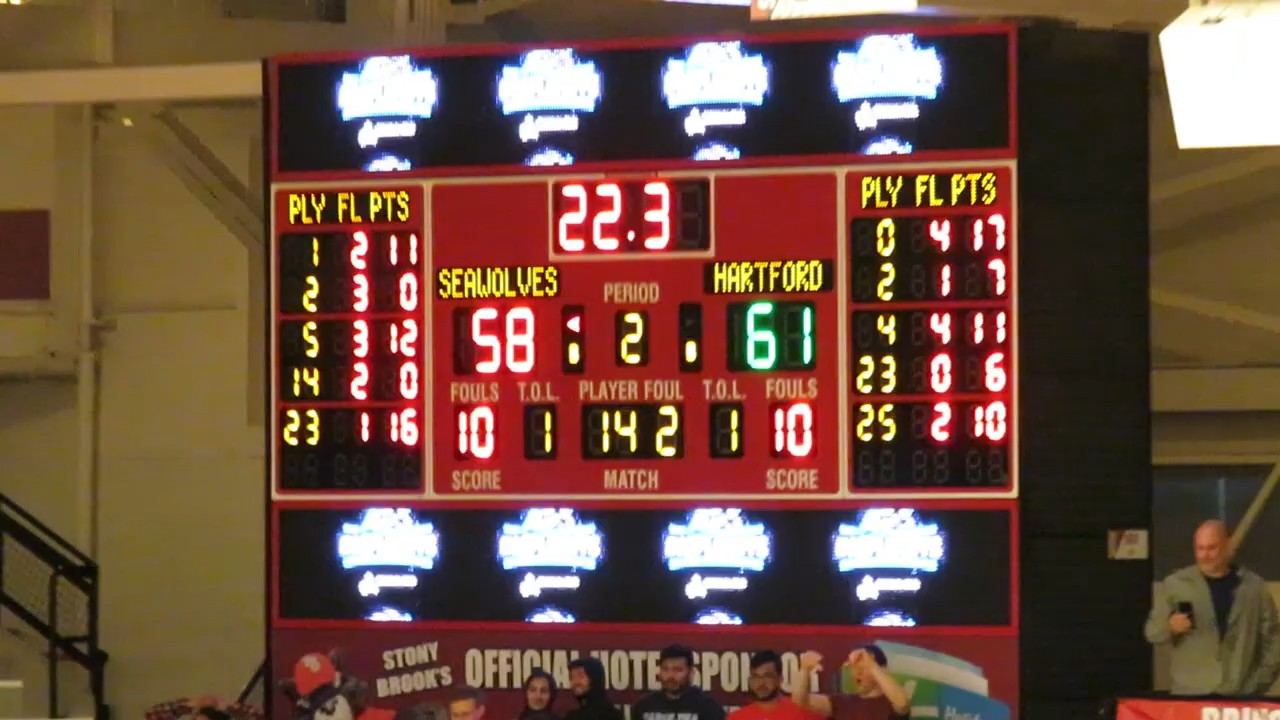 22.3
PLY FL PTS
1 2 11
2 3 0
5 3 12
14 2 0
23 1 16
SEAWOLVES
HARTFORD
PERIOD
58
2
61
FOULS T.O.L. PLAYER FOUL T.O.L. FOULS
10 1 14 2 1 10
SCORE MATCH SCORE
PLY FL PTS
0 4 17
2 1 7
4 4 11
23 0 6
25 2 10
STONY
BROOK'S
OFFICIAL HOTEL SPONSOR